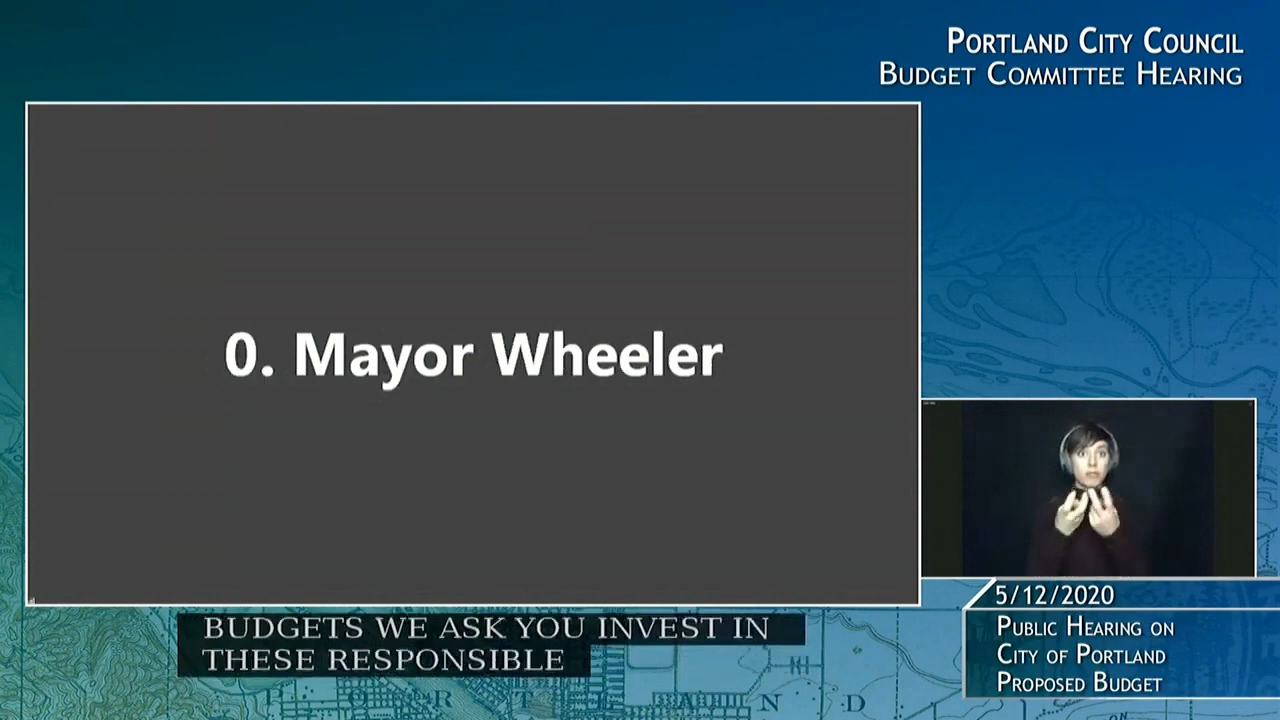 PORTLAND CITY COUNCIL
BUDGET COMMITTEE HEARING
0. Mayor Wheeler
5/12/2020
PUBLIC HEARING ON
CITY OF PORTLAND
PROPOSED BUDGET
BUDGETS WE ASK YOU INVEST IN
THESE RESPONSIBLE